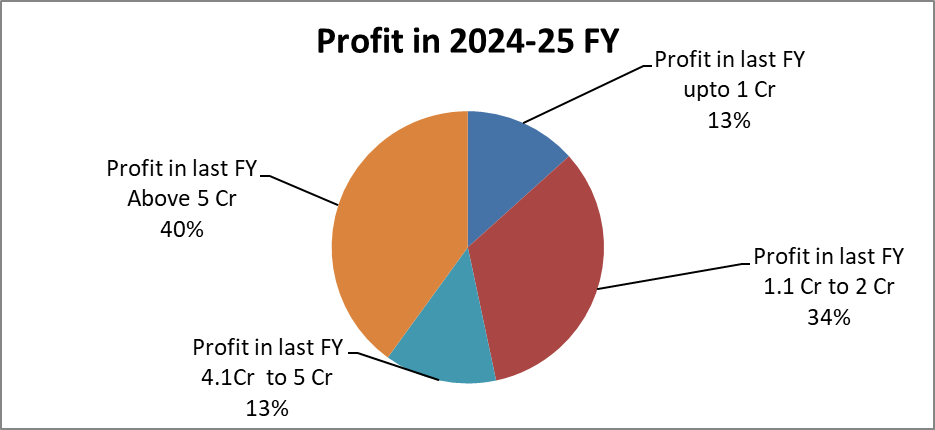 Profit in 2024-25 FY
Profit in last FY
upto 1 Cr
13%
Profit in last FY
1.1 Cr to 2 Cr
34%
Profit in last FY
4.1Cr  to 5 Cr
13%
Profit in last FY
Above 5 Cr
40%